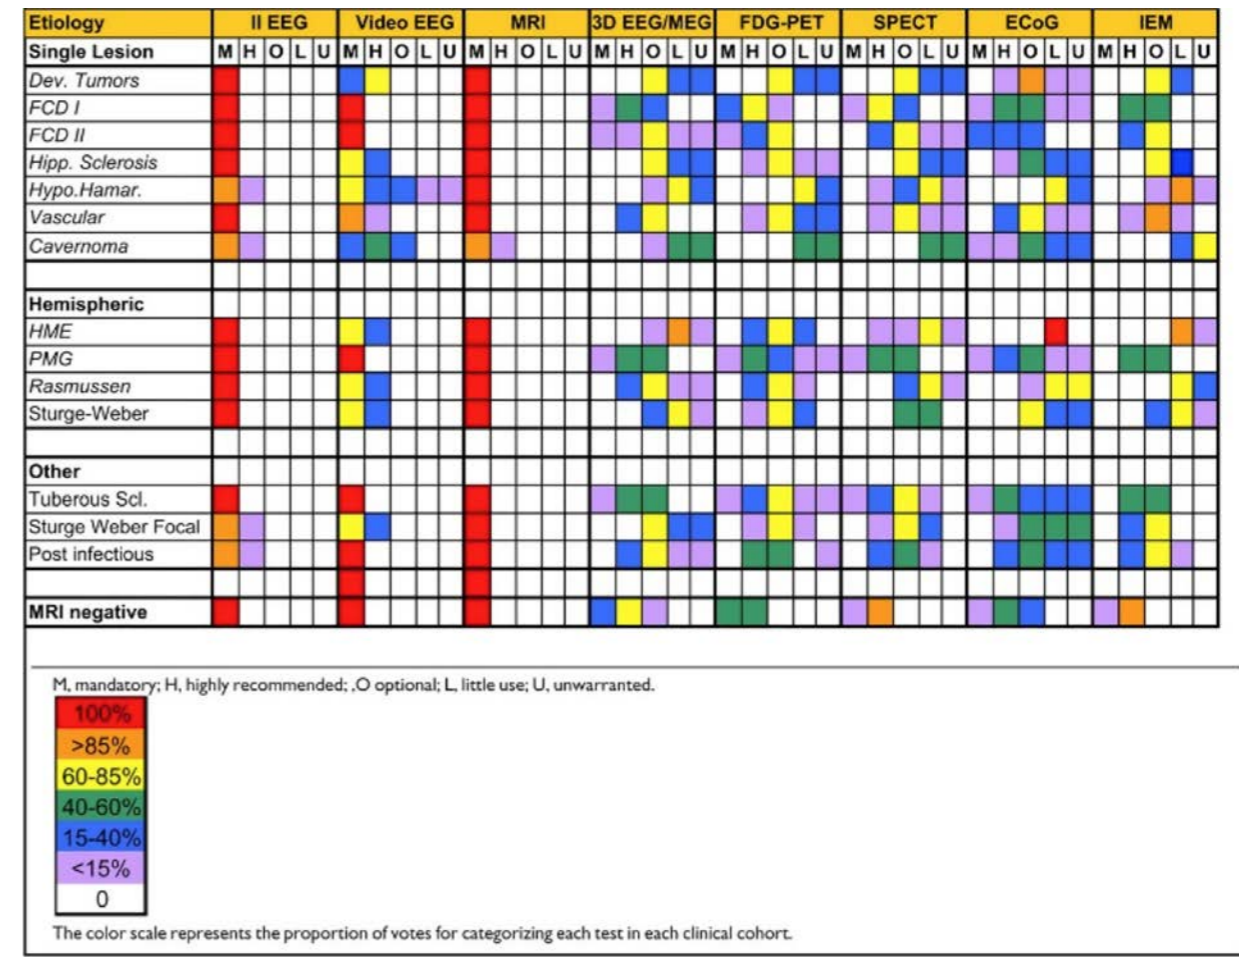 Etiology II EEG Video EEG MRI 3D EEG/MEG FDG-PET SPECT ECoG IEM
Single Lesion M H O L U M H O L U M H O L U M H O L U M H O L U M H O L U M H O L U M H O L U
Dev. Tumors
FCD I
FCD II
Hipp. Sclerosis
Hypo.Hamar.
Vascular
Cavernoma
Hemispheric
HME
PMG
Rasmussen
Sturge-Weber
Other
Tuberous Scl.
Sturge Weber Focal
Post infectious
MRI negative
M, mandatory; H, highly recommended; ,O optional; L, little use; U, unwarranted.
100%
>85%
60-85%
40-60%
15-40%
<15%
0
The color scale represents the proportion of votes for categorizing each test in each clinical cohort.